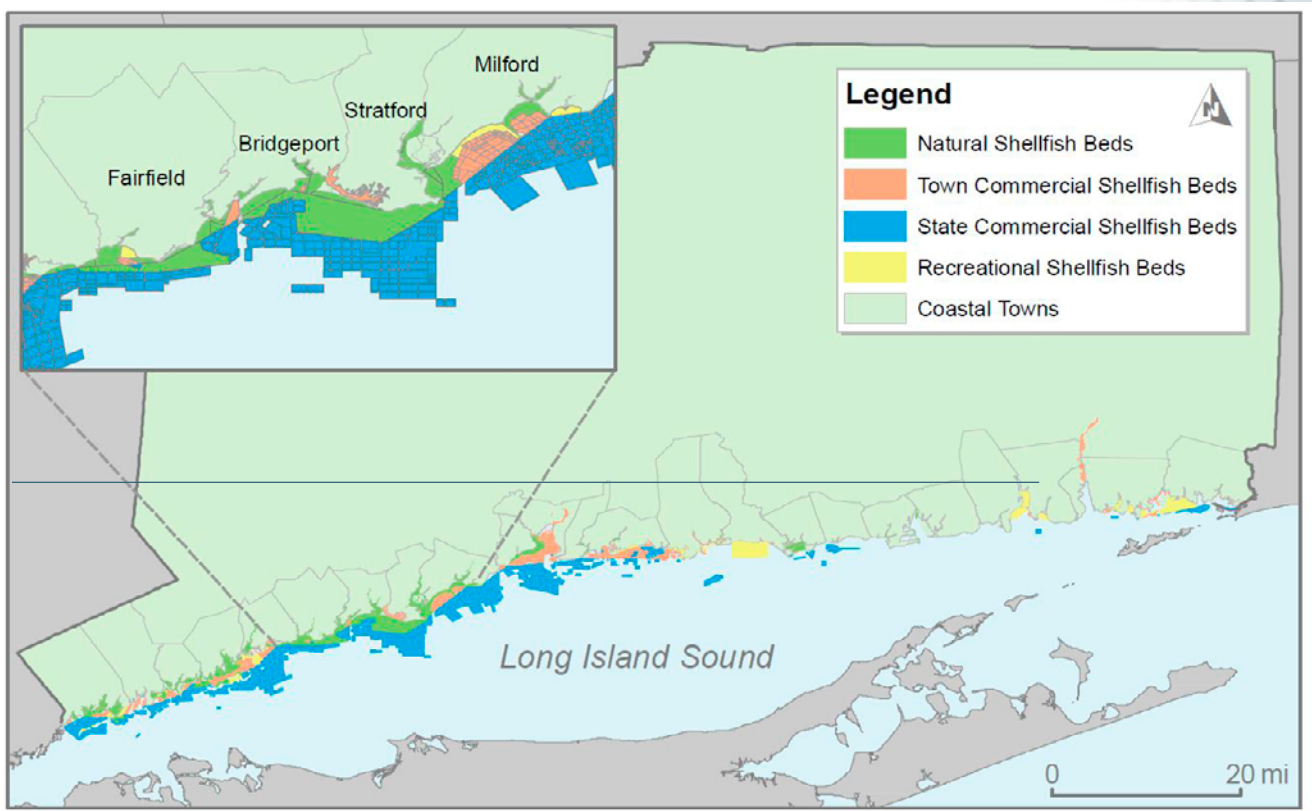 Milford
Stratford
Bridgeport
Fairfield
Legend
N
Natural Shellfish Beds
Town Commercial Shellfish Beds
State Commercial Shellfish Beds
Recreational Shellfish Beds
Coastal Towns
Long Island Sound
0 20 mi